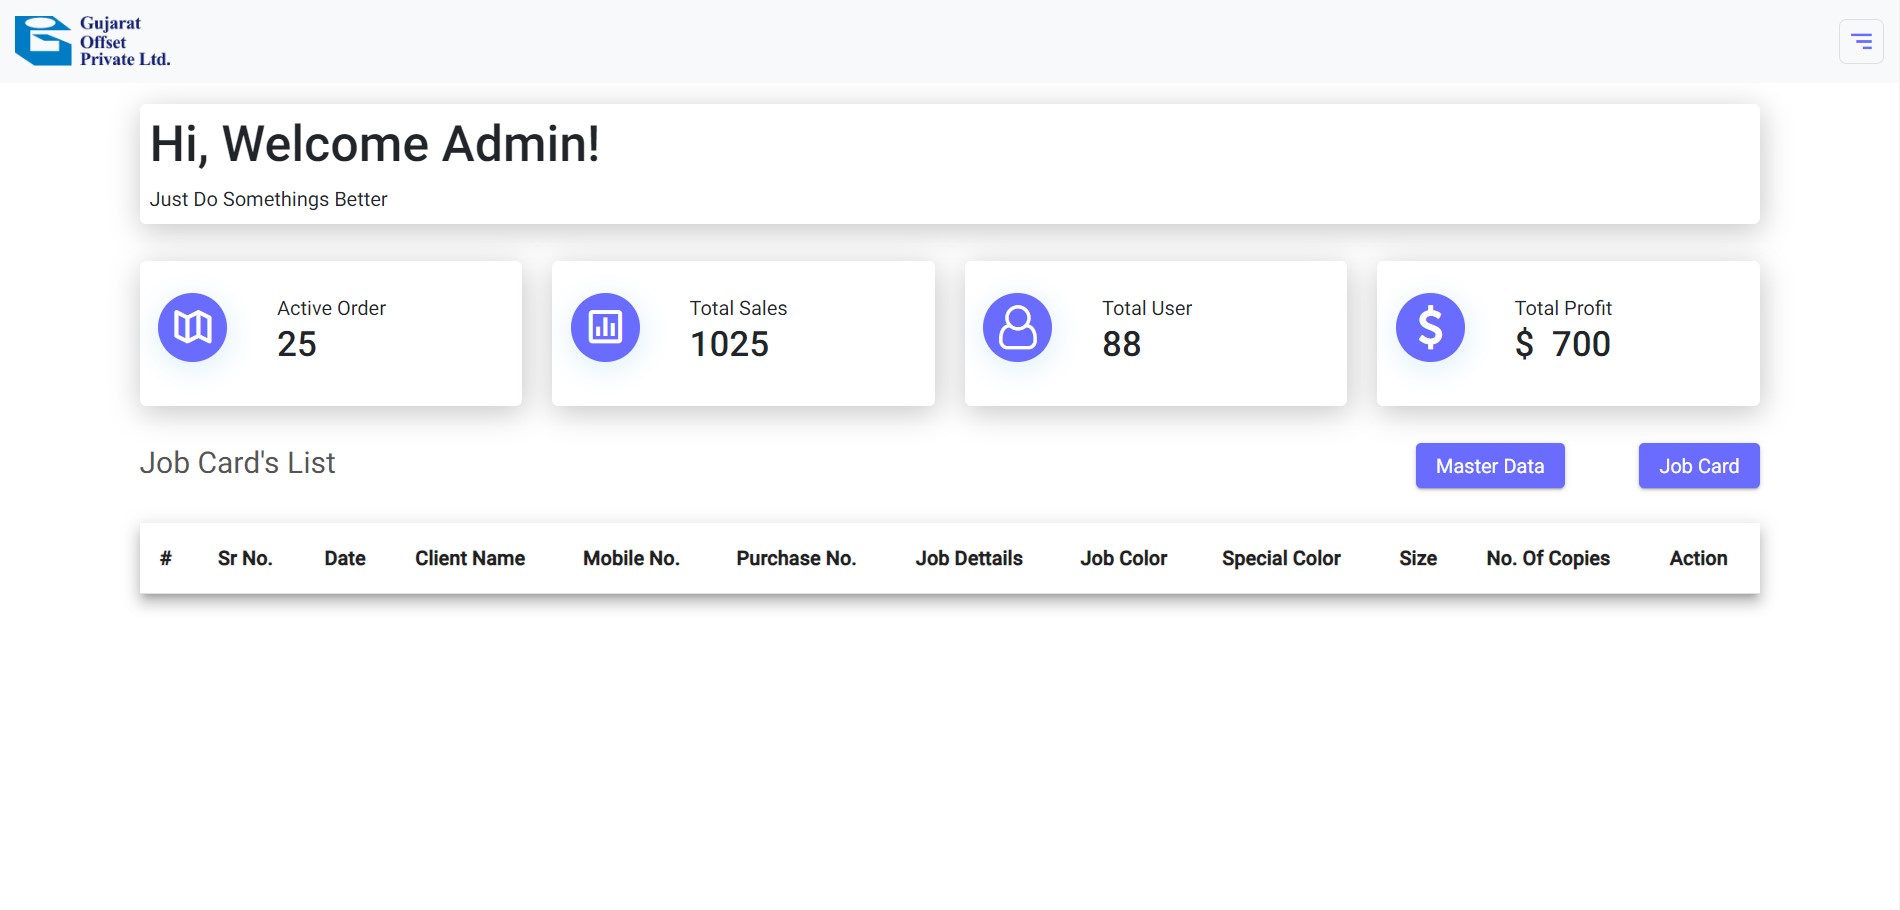 Gujarat
Offset
Private Ltd.
Hi, Welcome Admin!
Just Do Somethings Better
Active Order
25
Total Sales
1025
Total User
88
Total Profit
$ 700
Job Card's List
Master Data
Job Card
# Sr No. Date Client Name Mobile No. Purchase No. Job Dettails Job Color Special Color Size No. Of Copies Action